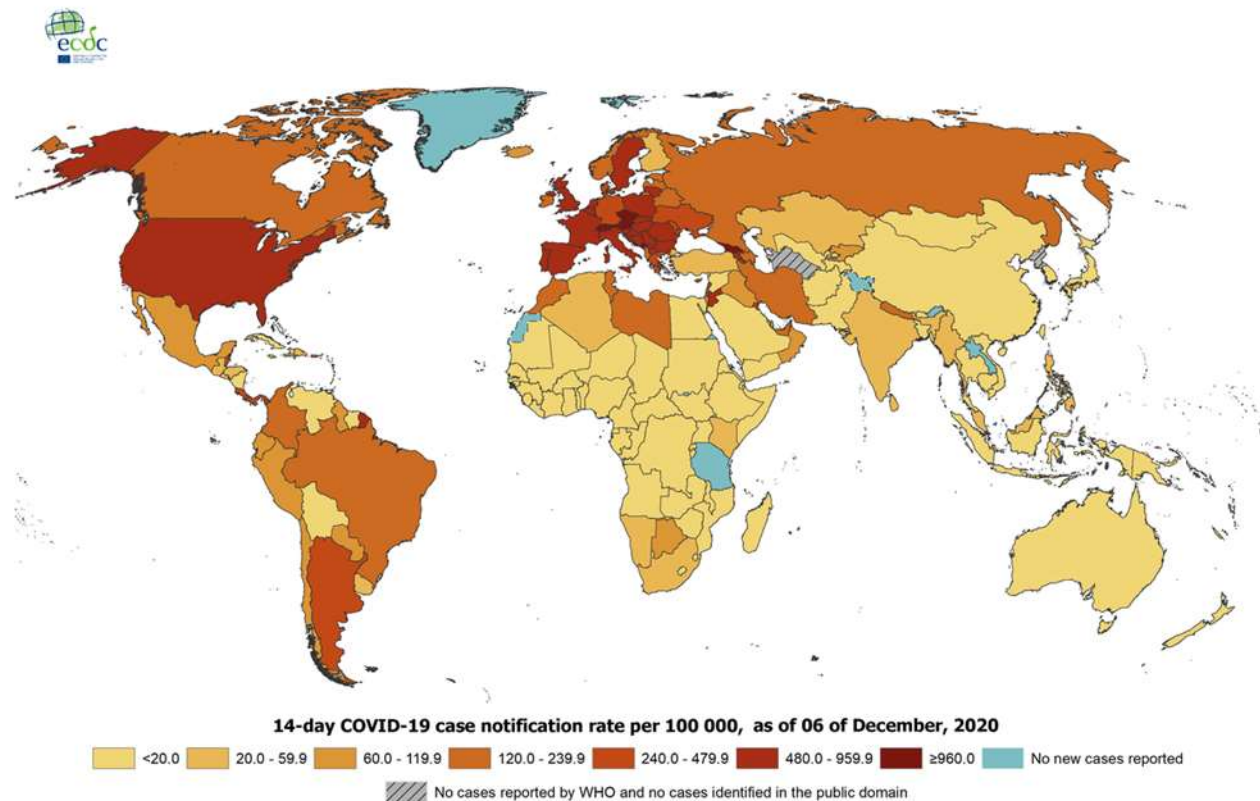 ecdc
14-day COVID-19 case notification rate per 100 000, as of 06 of December, 2020
<20.0 20.0 - 59.9 60.0 - 119.9 120.0 - 239.9 240.0 - 479.9 480.0 - 959.9 ≥960.0 No new cases reported
No cases reported by WHO and no cases identified in the public domain